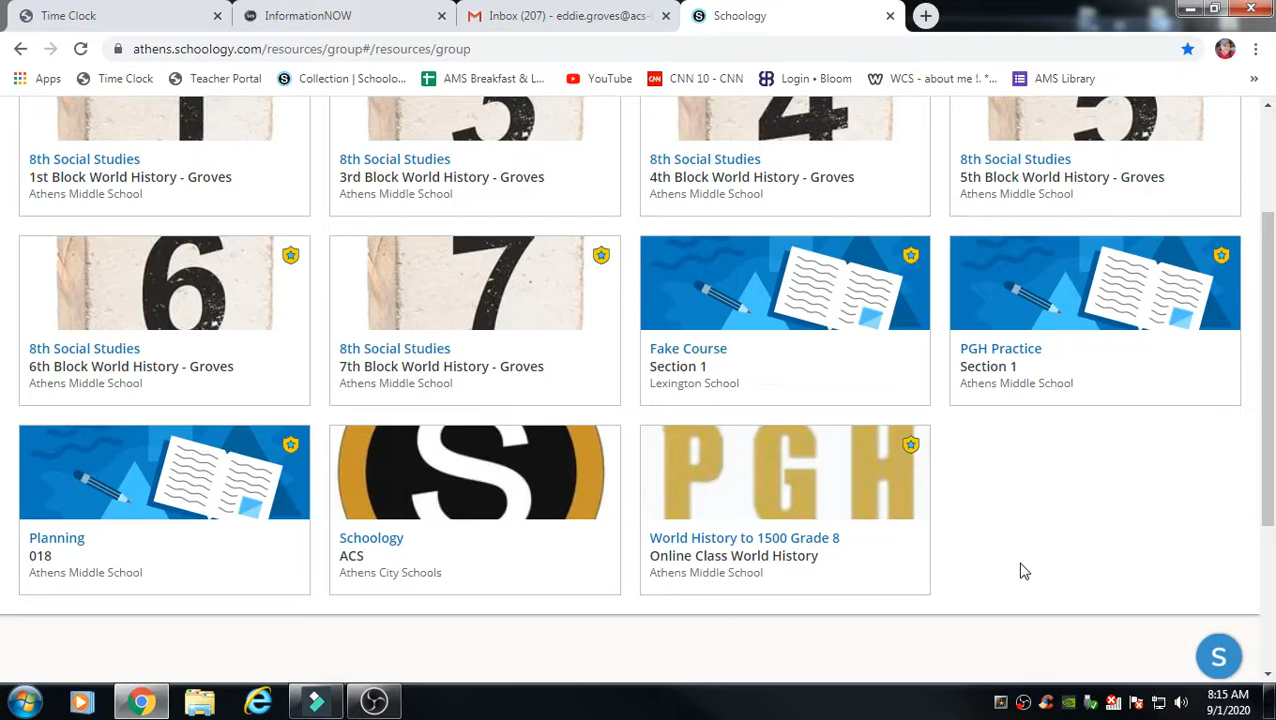 Time Clock
InformationNOW
Inbox (207) - eddie.groves@acs-
Schoology
athens.schoology.com/resources/group#/resources/group
Apps
Time Clock
Teacher Portal
Collection | Schoolo...
AMS Breakfast & L...
YouTube
CNN 10 - CNN
Login • Bloom
WCS - about me !. *...
AMS Library
1
3
4
5
8th Social Studies
1st Block World History - Groves
Athens Middle School
8th Social Studies
3rd Block World History - Groves
Athens Middle School
8th Social Studies
4th Block World History - Groves
Athens Middle School
8th Social Studies
5th Block World History - Groves
Athens Middle School
6
7
8th Social Studies
6th Block World History - Groves
Athens Middle School
8th Social Studies
7th Block World History - Groves
Athens Middle School
Fake Course
Section 1
Lexington School
PGH Practice
Section 1
Athens Middle School
S
PGH
Planning
018
Athens Middle School
Schoology
ACS
Athens City Schools
World History to 1500 Grade 8
Online Class World History
Athens Middle School
S
8:15 AM
9/1/2020